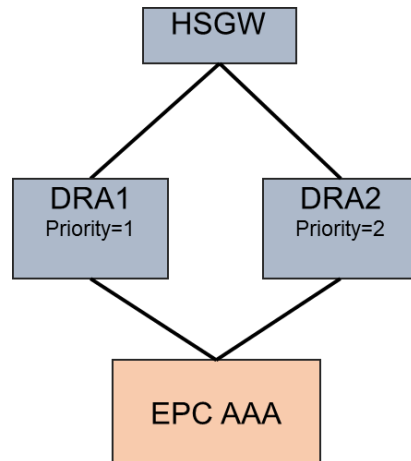 HSGW
DRA1
Priority=1
DRA2
Priority=2
EPC AAA